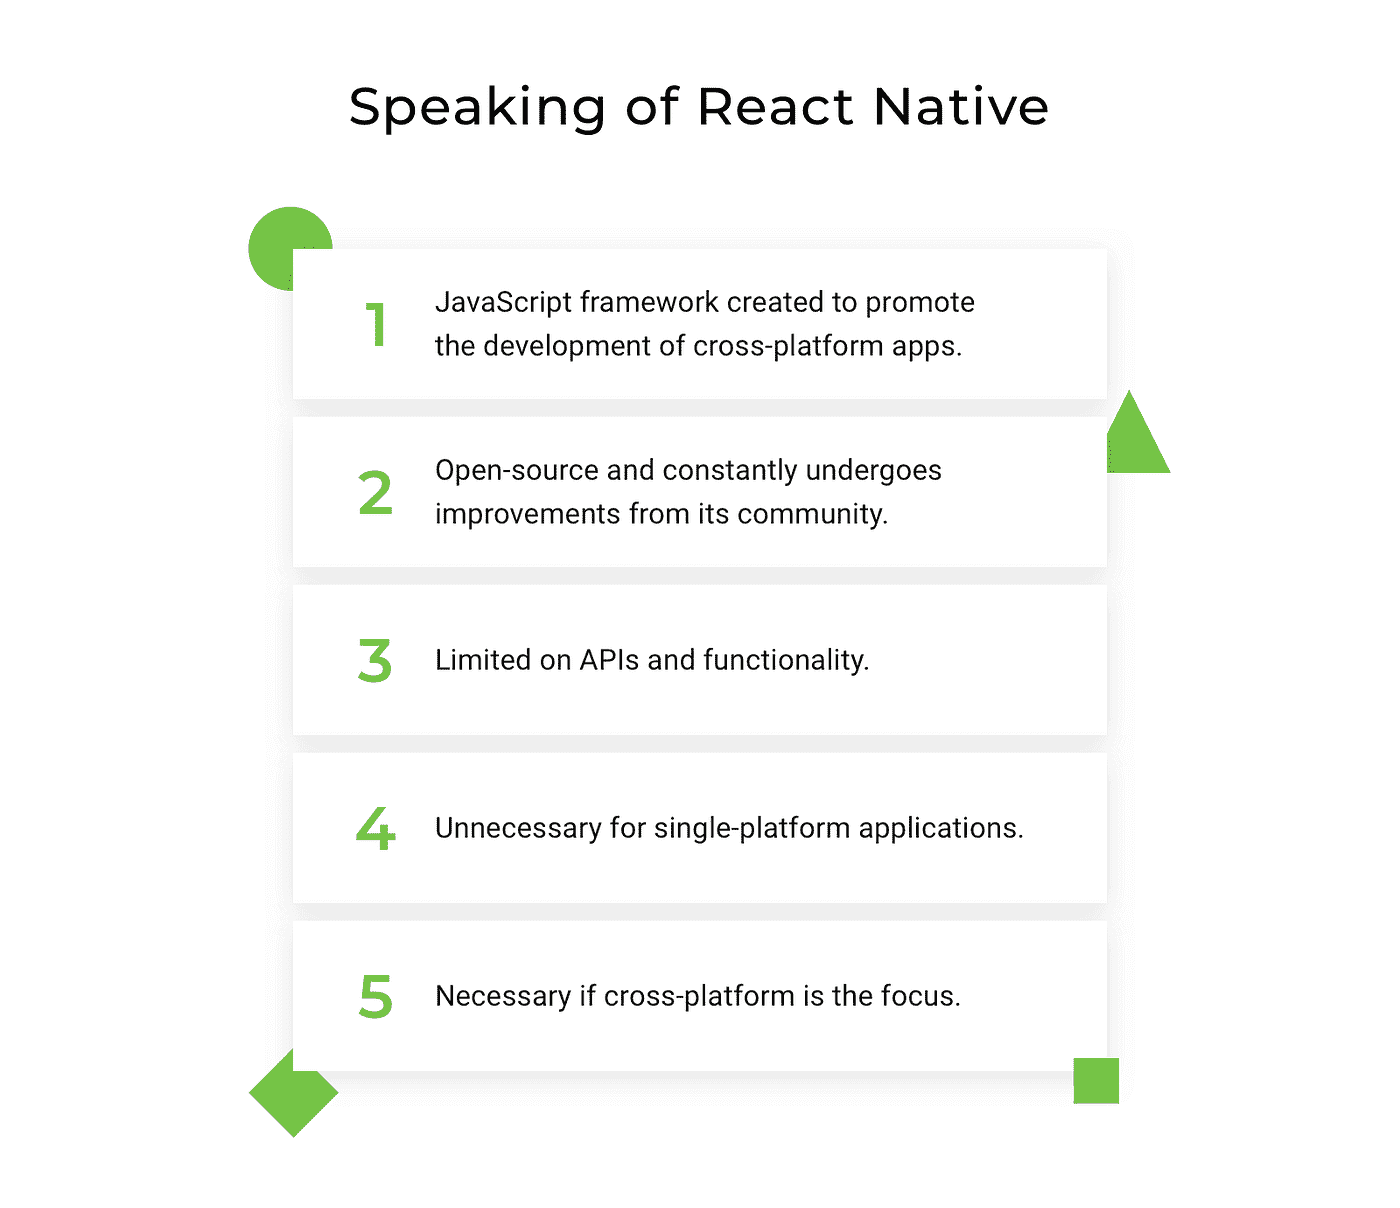 Speaking of React Native
1
JavaScript framework created to promote
the development of cross-platform apps.
2
Open-source and constantly undergoes
improvements from its community.
3
Limited on APIs and functionality.
4
Unnecessary for single-platform applications.
5
Necessary if cross-platform is the focus.